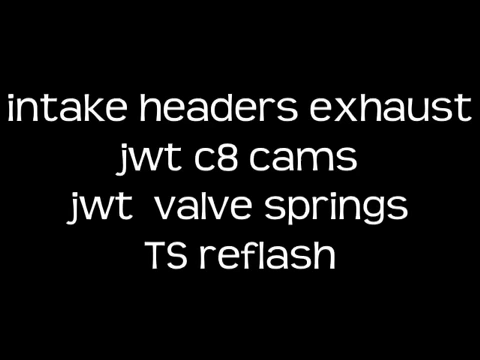 intake headers exhaust
jwt c8 cams
jwt  valve springs
TS reflash